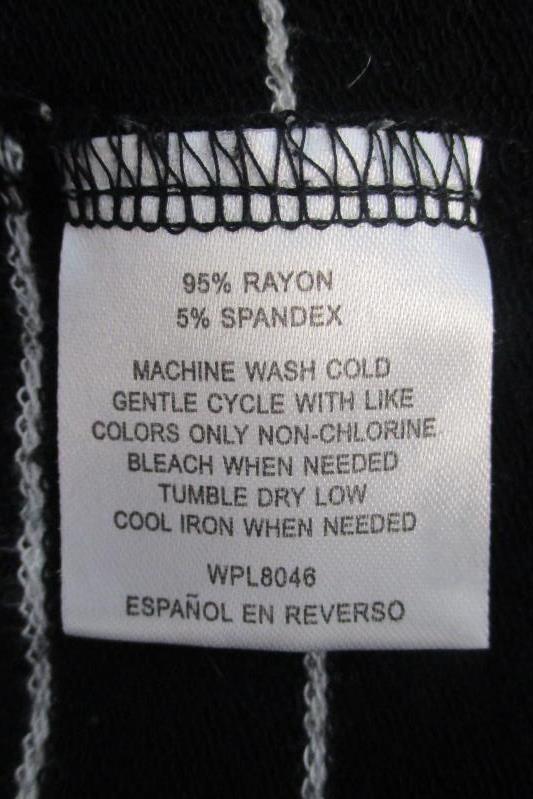 95% RAYON
5% SPANDEX
MACHINE WASH COLD
GENTLE CYCLE WITH LIKE
COLORS ONLY NON-CHLORINE
BLEACH WHEN NEEDED
TUMBLE DRY LOW
COOL IRON WHEN NEEDED
WPL8046
ESPAÑOL EN REVERSO